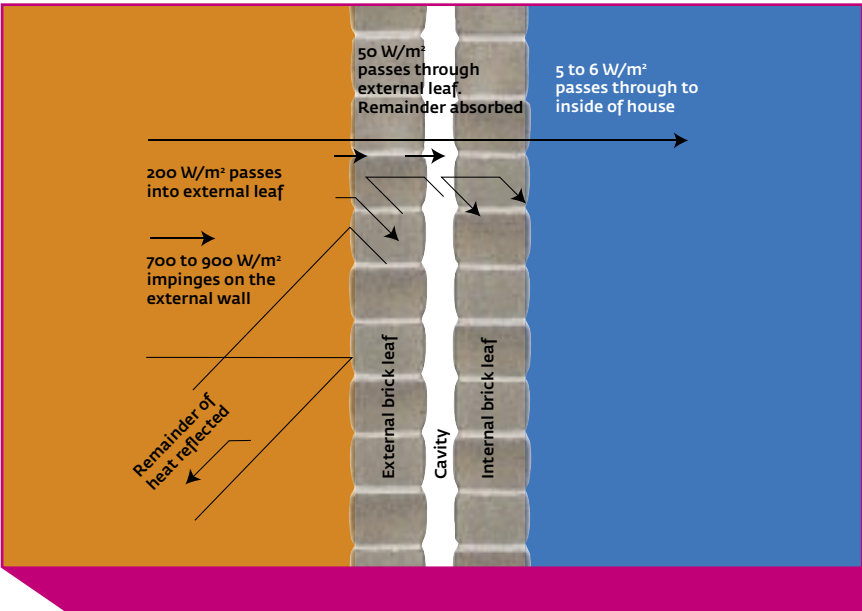 50 W/m²
passes through
external leaf.
Remainder absorbed
5 to 6 W/m²
passes through to
inside of house
200 W/m² passes
into external leaf
700 to 900 W/m²
impinges on the
external wall
Remainder of
heat reflected
External brick leaf
Cavity
Internal brick leaf